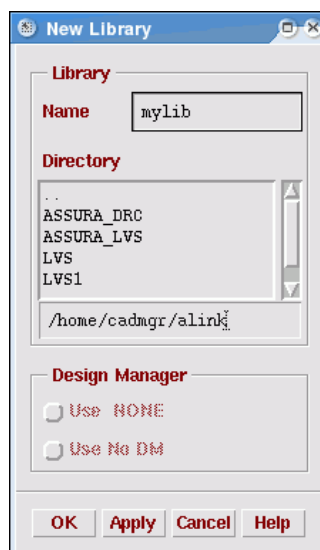 New Library
Library
Name mylib
Directory
..
ASSURA_DRC
ASSURA_LVS
LVS
LVS1
/home/cadmgr/alink
Design Manager
Use NONE
Use No DM
OK Apply Cancel Help